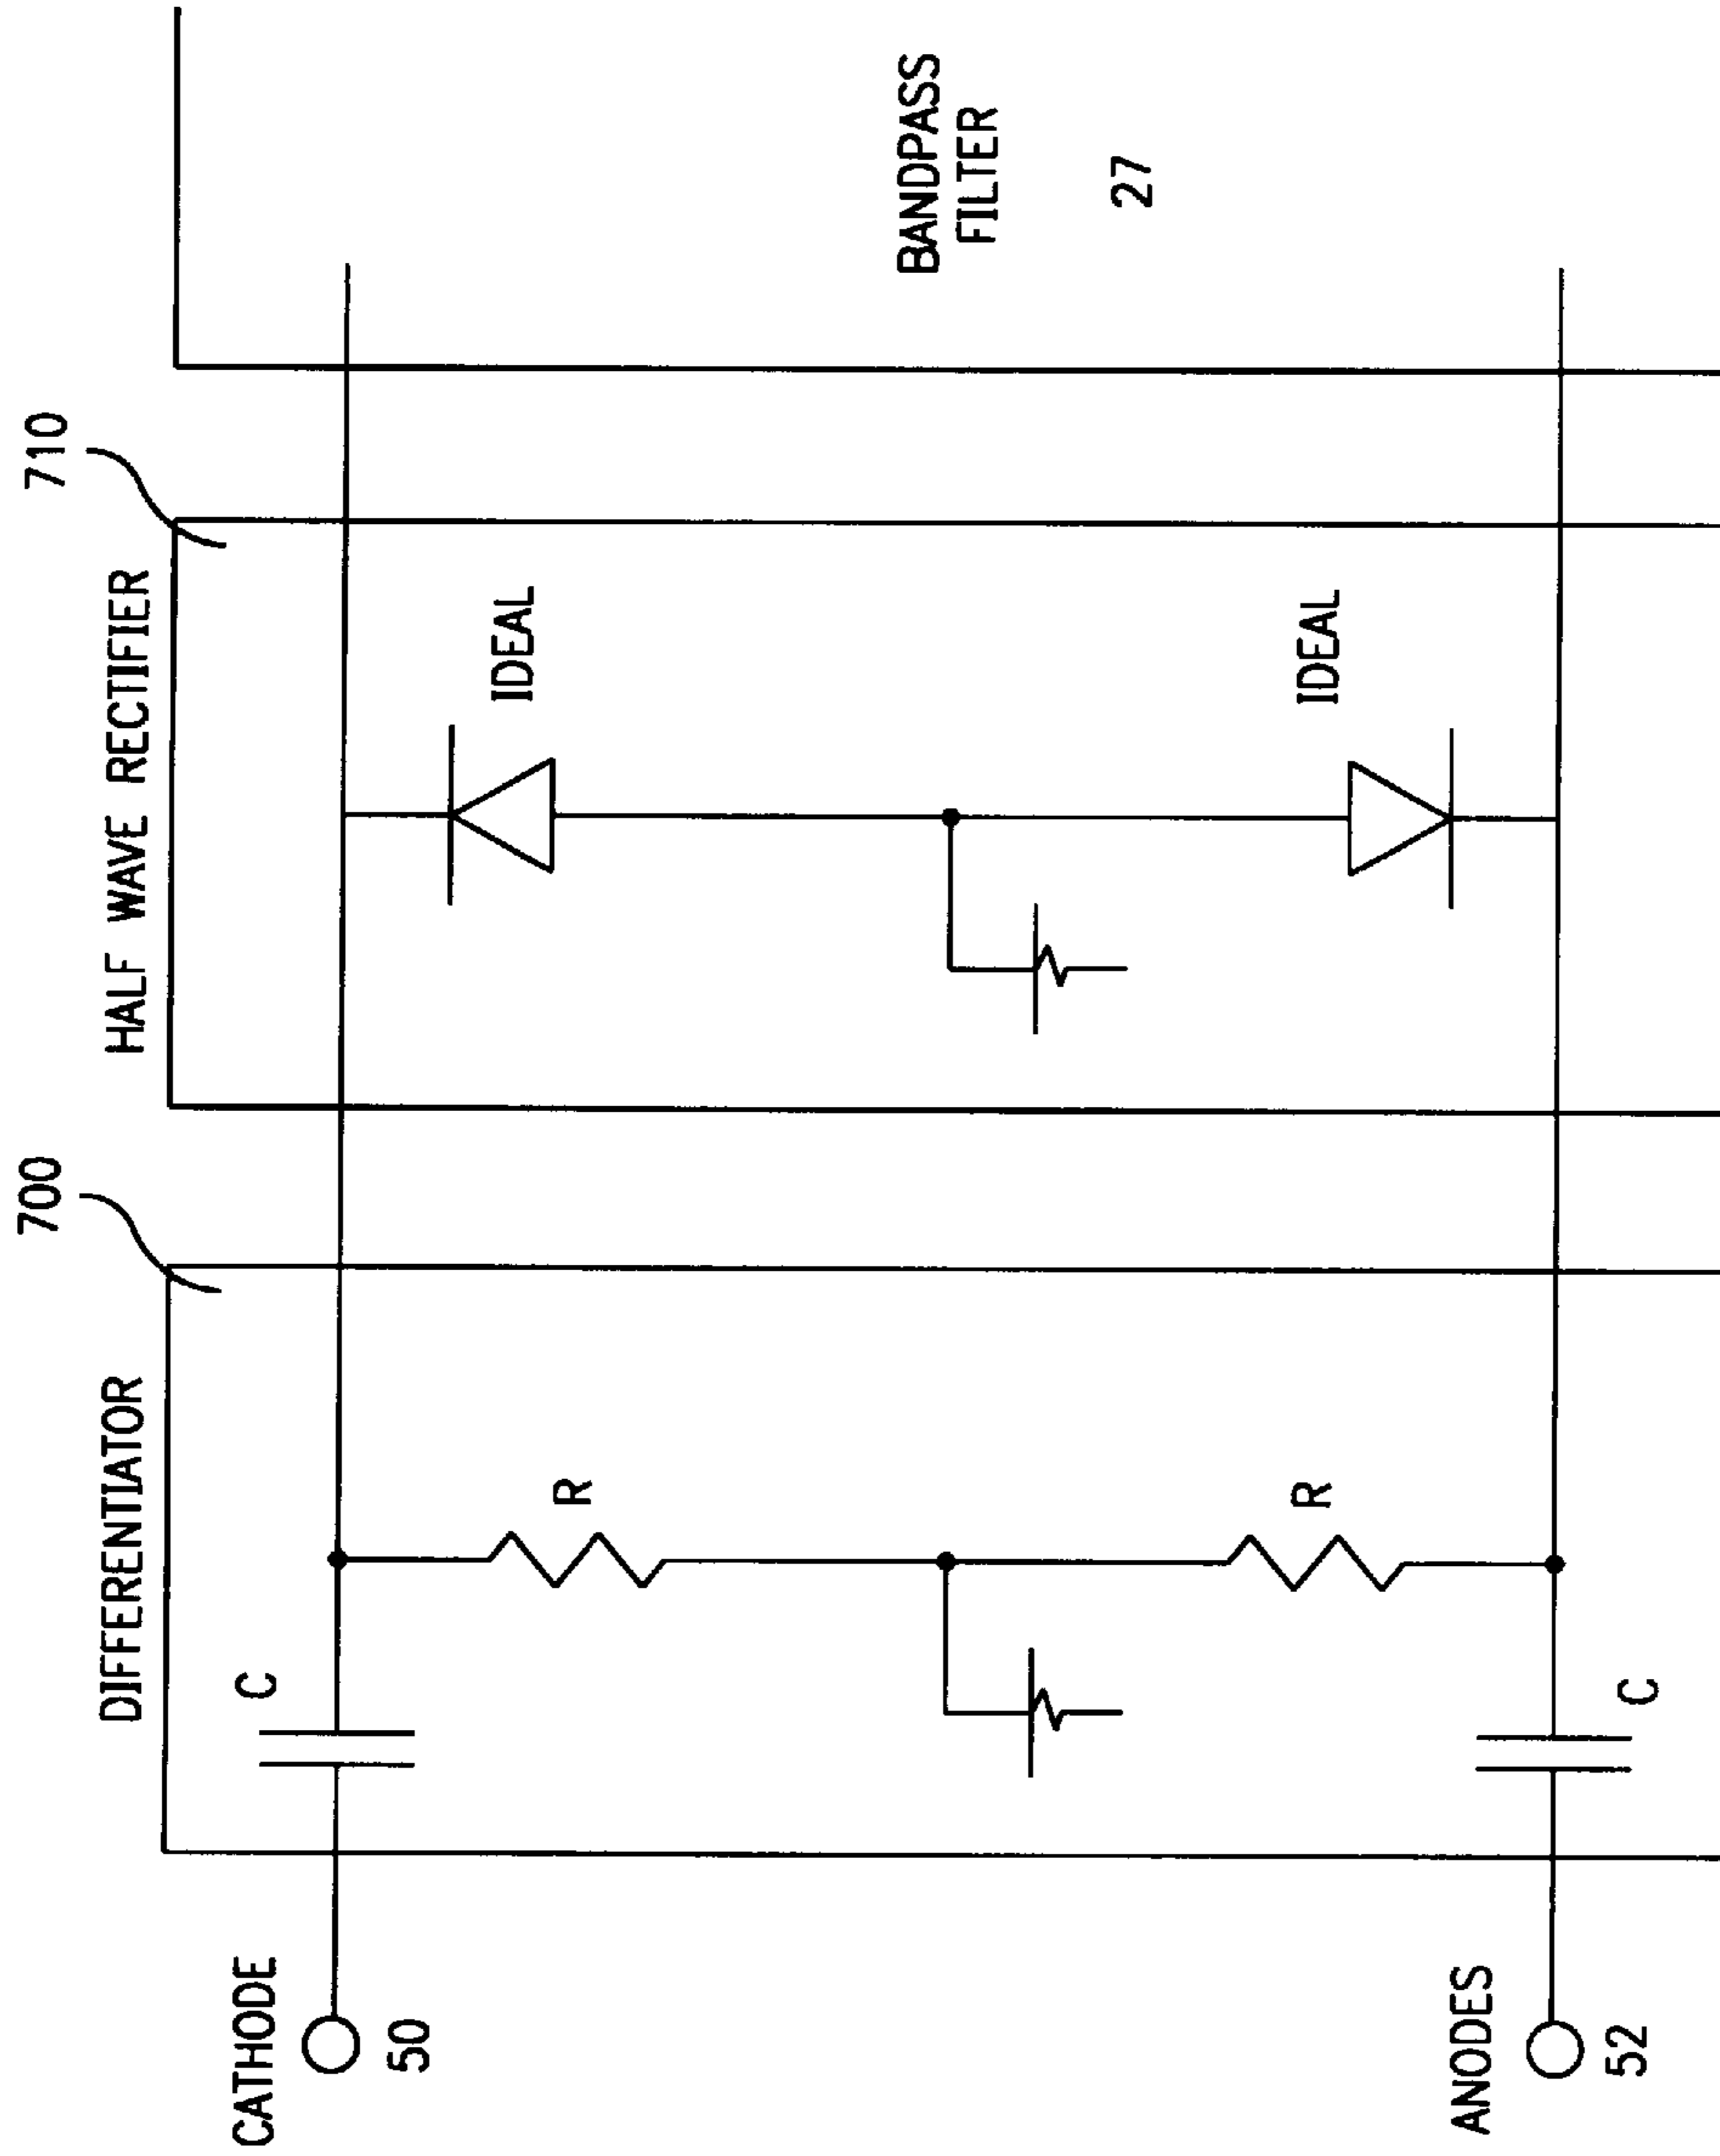 700
710
DIFFERENTIATOR
HALF WAVE RECTIFIER
CATHODE
50
C
R
IDEAL
BANDPASS
FILTER
27
R
IDEAL
ANODES
52
C